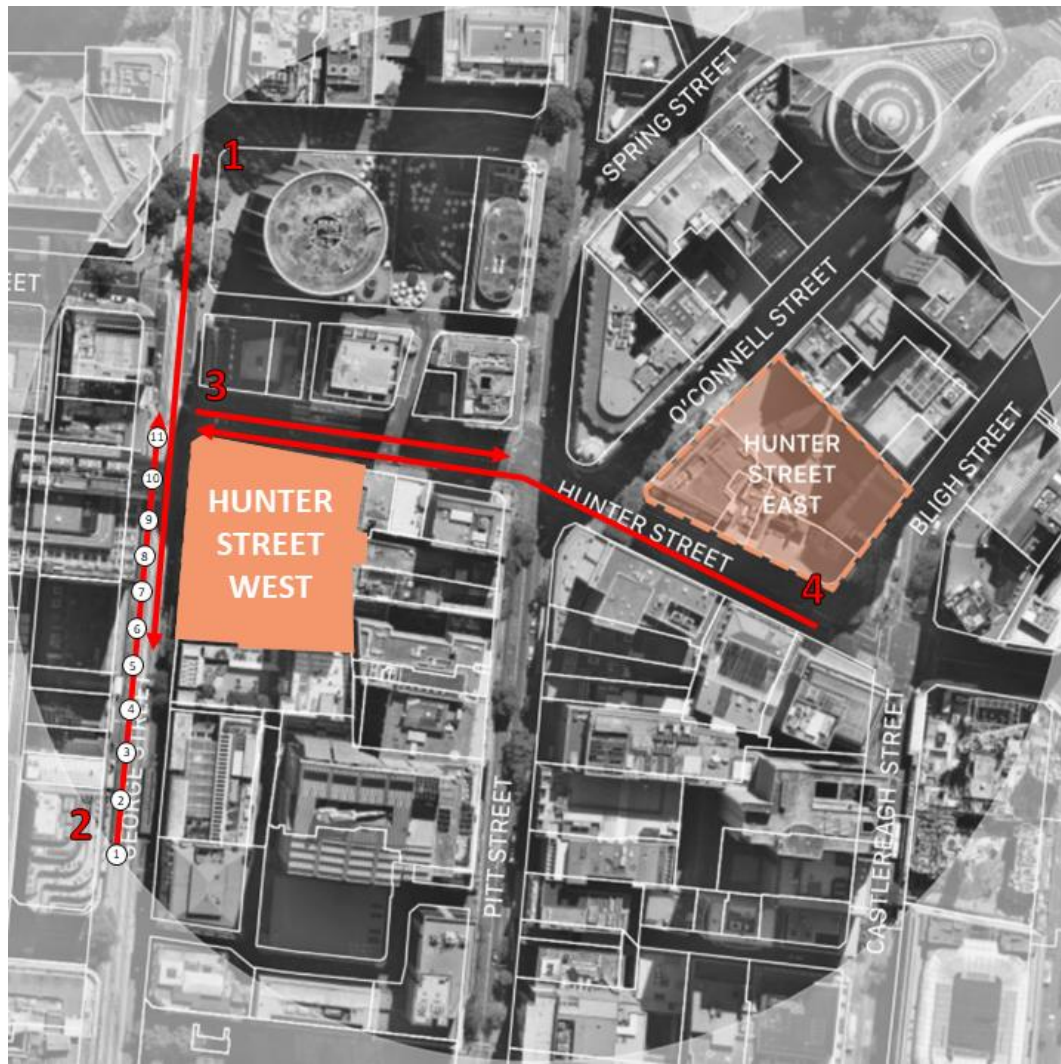 1
SPRING STREET
EET
O'CONNELL STREET
3
HUNTER
STREET
WEST
HUNTER
STREET
EAST
HUNTER STREET
BLIGH STREET
4
11
10
9
8
7
6
5
4
3
2
1
GEORGE STREET
2
PITT STREET
CASTLEREAGH STREET